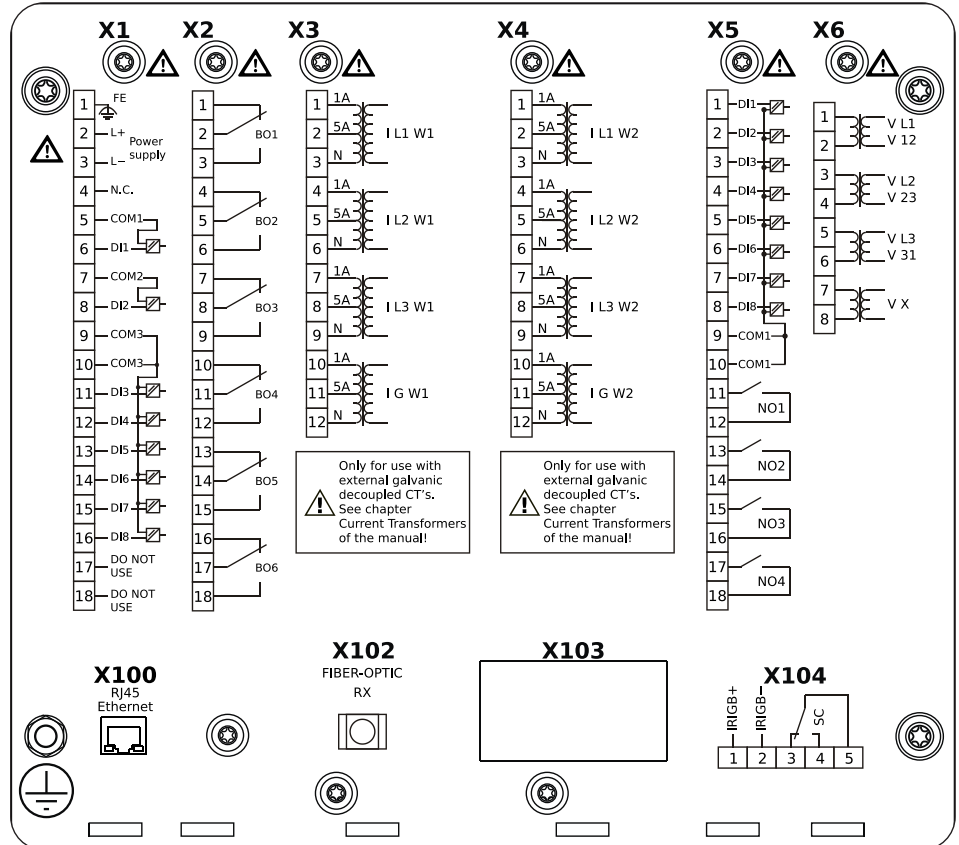 X1
X2
X3
X4
X5
X6
1 FE
2 L+
Power
supply
3 L−
4 N.C.
5 COM1
6 DI1
7 COM2
8 DI2
9 COM3
10 COM3
11 DI3
12 DI4
13 DI5
14 DI6
15 DI7
16 DI8
17 DO NOT
USE
18 DO NOT
USE
1
2 BO1
3
4
5 BO2
6
7
8 BO3
9
10
11 BO4
12
13
14 BO5
15
16
17 BO6
18
1 1A
2 5A I L1 W1
3 N
4 1A
5 5A I L2 W1
6 N
7 1A
8 5A I L3 W1
9 N
10 1A
11 5A I G W1
12 N
Only for use with
external galvanic
decoupled CT's.
See chapter
Current Transformers
of the manual!
1 1A
2 5A I L1 W2
3 N
4 1A
5 5A I L2 W2
6 N
7 1A
8 5A I L3 W2
9 N
10 1A
11 5A I G W2
12 N
Only for use with
external galvanic
decoupled CT's.
See chapter
Current Transformers
of the manual!
1 DI1
2 DI2
3 DI3
4 DI4
5 DI5
6 DI6
7 DI7
8 DI8
9 COM1
10 COM1
11
NO1
12
13
NO2
14
15
NO3
16
17
NO4
18
1 V L1
2 V 12
3 V L2
4 V 23
5 V L3
6 V 31
7
V X
8
X100
RJ45
Ethernet
X102
FIBER-OPTIC
RX
X103
X104
IRIGB+
IRIGB−
SC
1 2 3 4 5